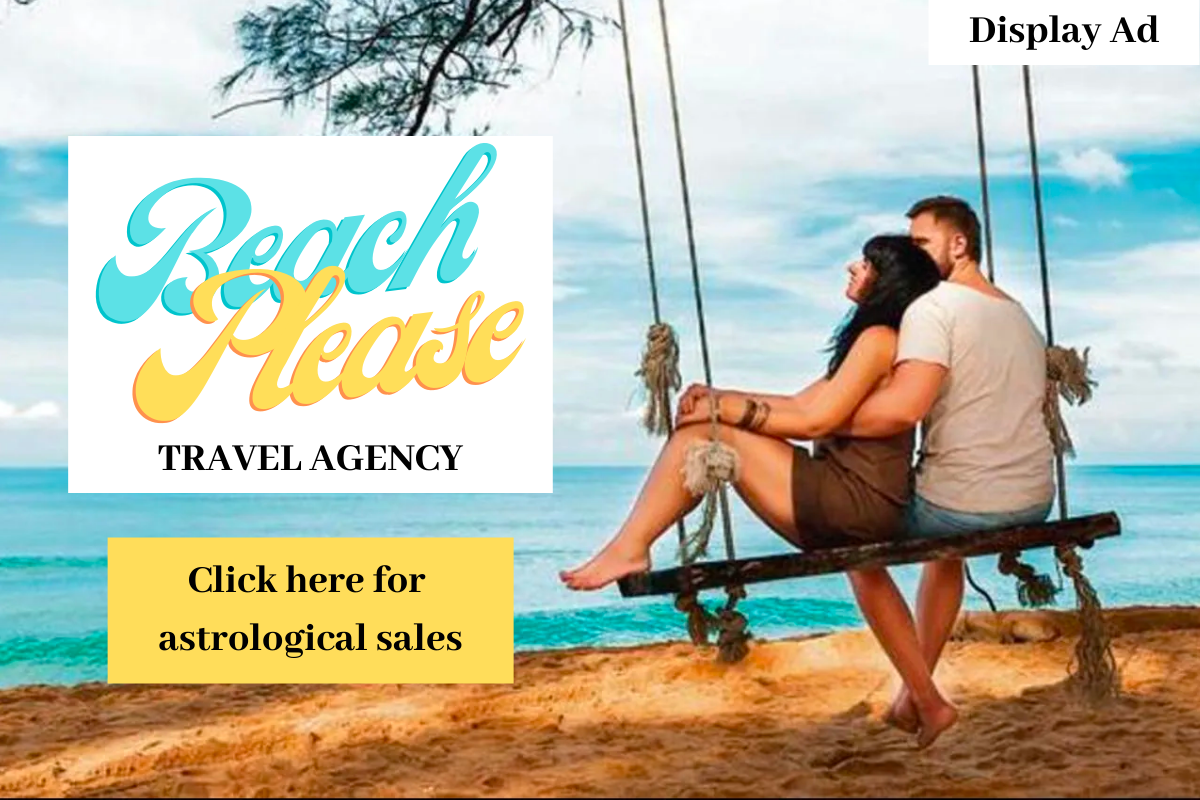 Display Ad
Beach
Please
TRAVEL AGENCY
Click here for
astrological sales